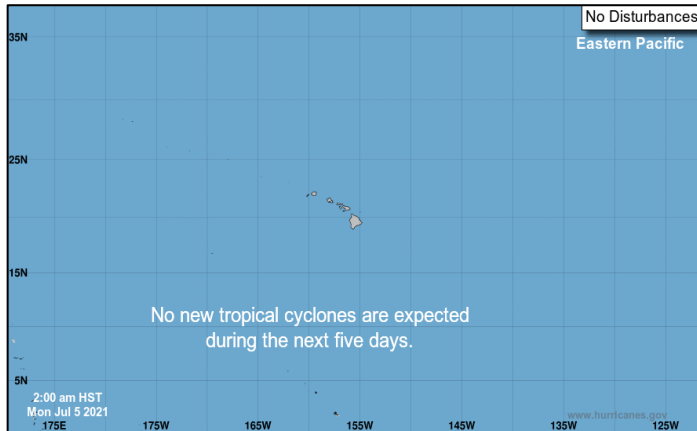 No Disturbances
35N
Eastern Pacific
25N
15N
No new tropical cyclones are expected
during the next five days.
5N
2:00 am HST
Mon Jul 5 2021
www.hurricanes.gov
175E 175W 165W 155W 145W 135W 125W